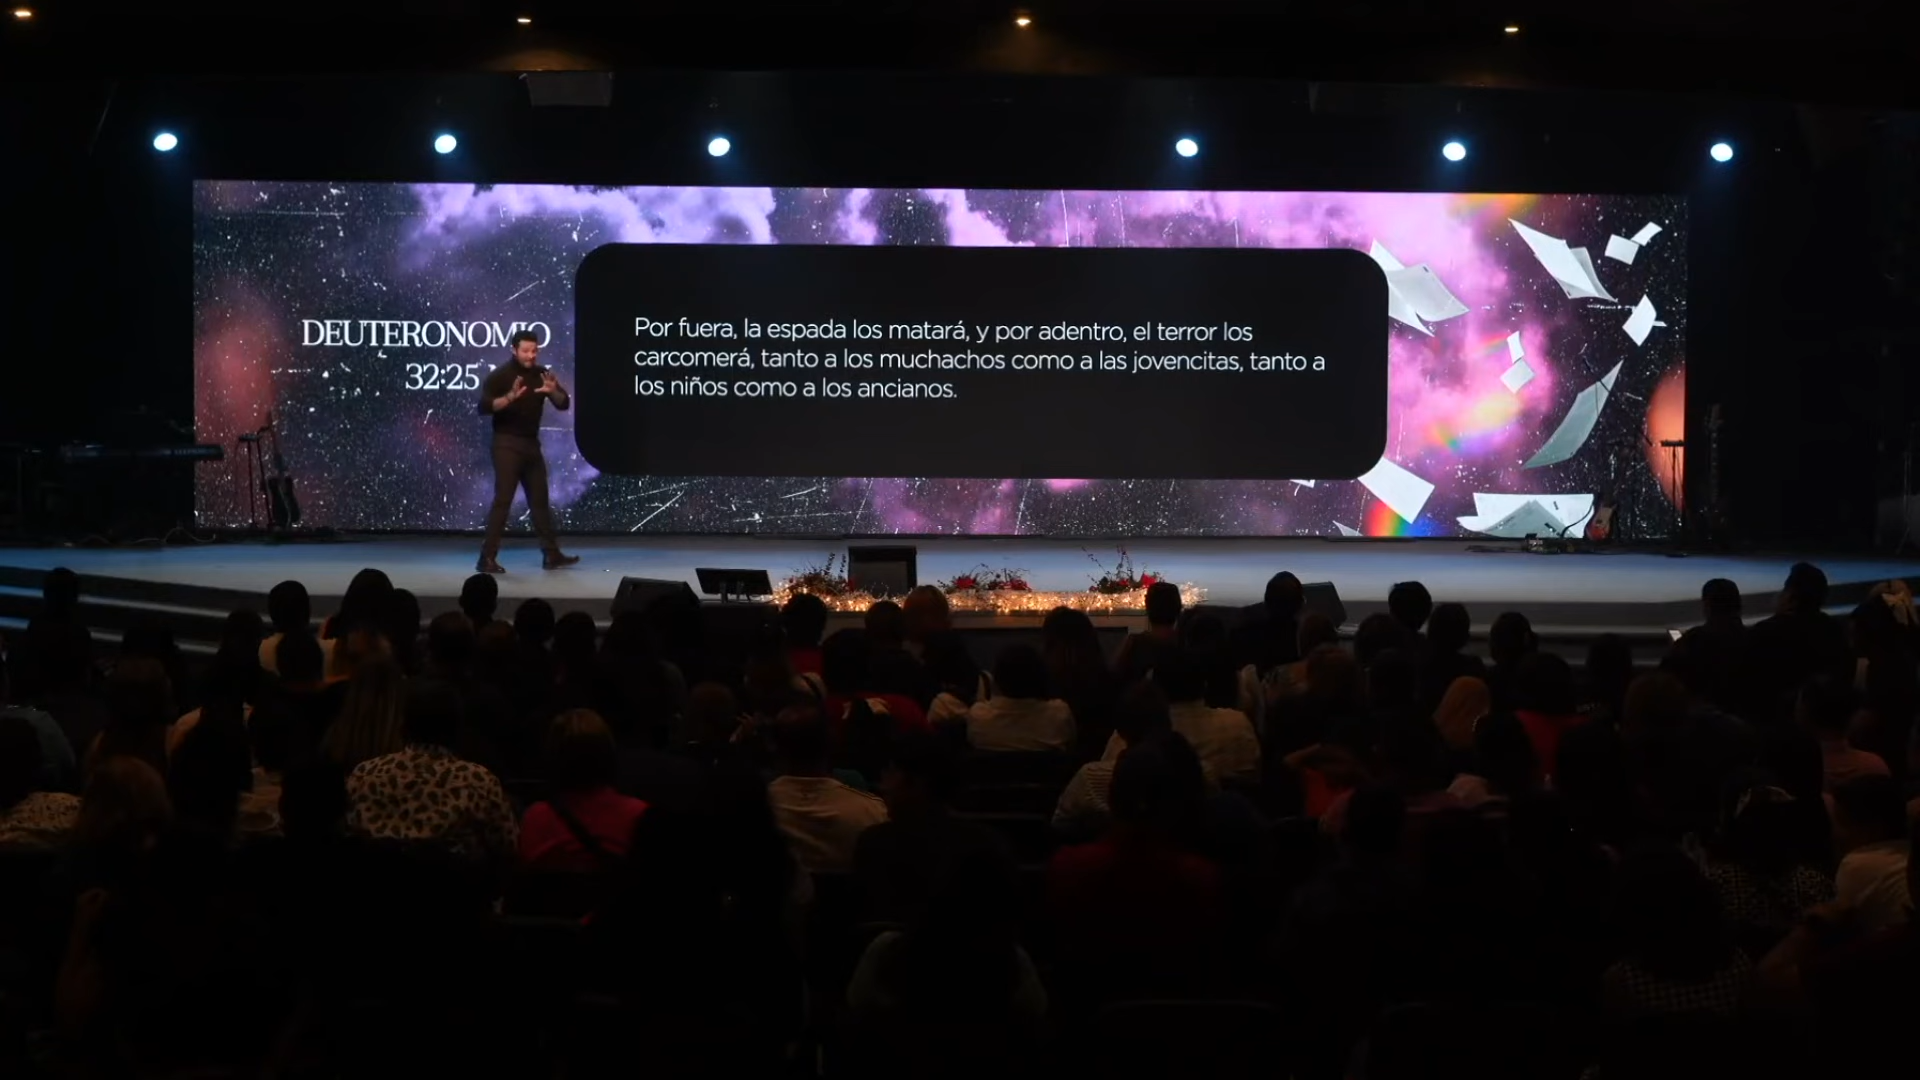 DEUTERONOMIO
32:25
Por fuera, la espada los matará, y por adentro, el terror los
carcomerá, tanto a los muchachos como a las jovencitas, tanto a
los niños como a los ancianos.